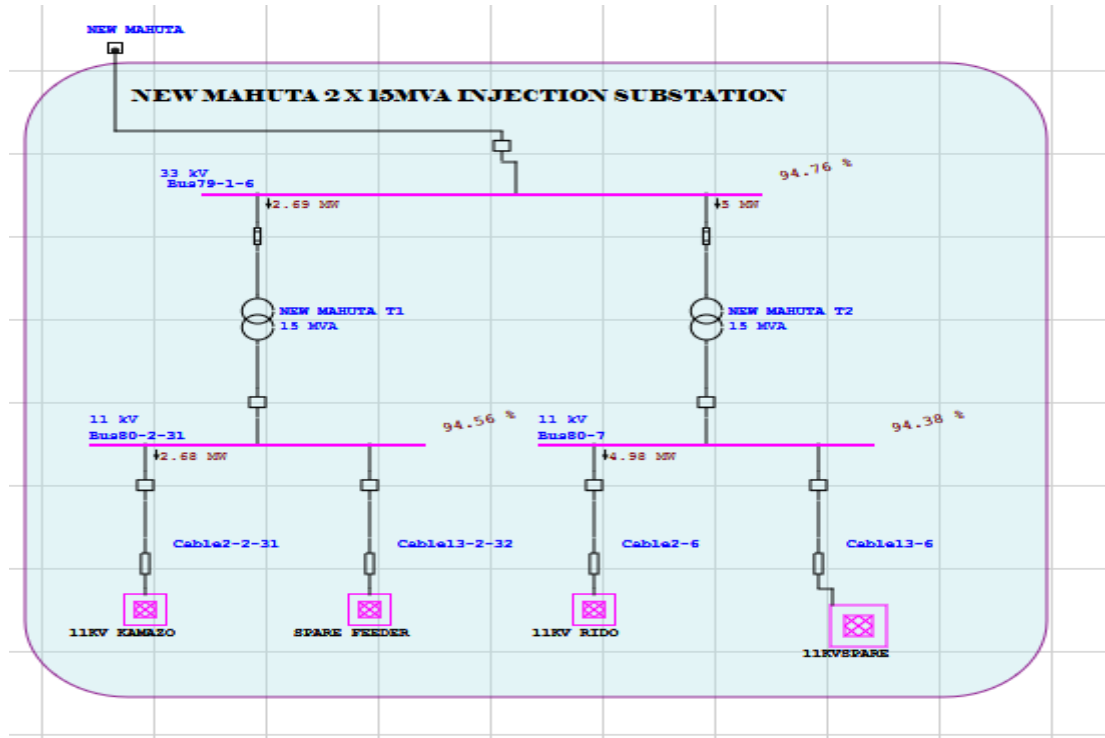 NEW MAHUTA
NEW MAHUTA 2 X 15MVA INJECTION SUBSTATION
33 kV
Bus79-1-6
94.76 %
2.69 MW
5 MW
NEW MAHUTA T1
15 MVA
NEW MAHUTA T2
15 MVA
11 kV
Bus80-2-31
94.56 %
2.68 MW
11 kV
Bus80-7
94.38 %
4.98 MW
Cable2-2-31
Cable13-2-32
Cable2-6
Cable13-6
11KV KAMAZO
SPARE FEEDER
11KV RIDO
11KVSPARE